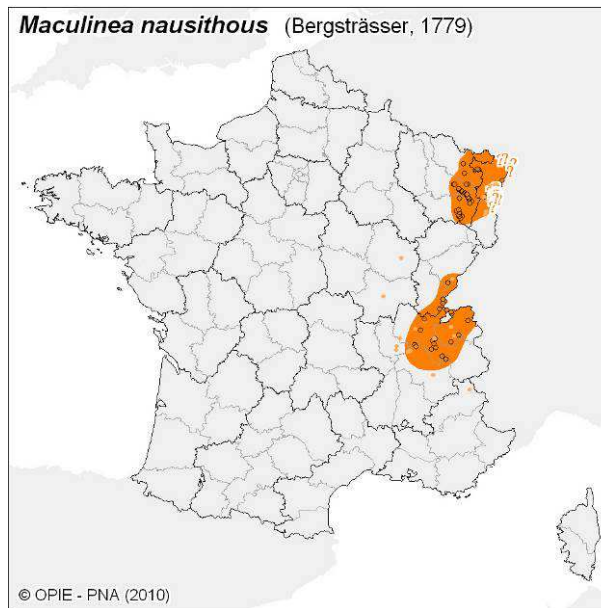 Maculinea nausithous (Bergsträsser, 1779)
? ?
? ?
© OPIE - PNA (2010)